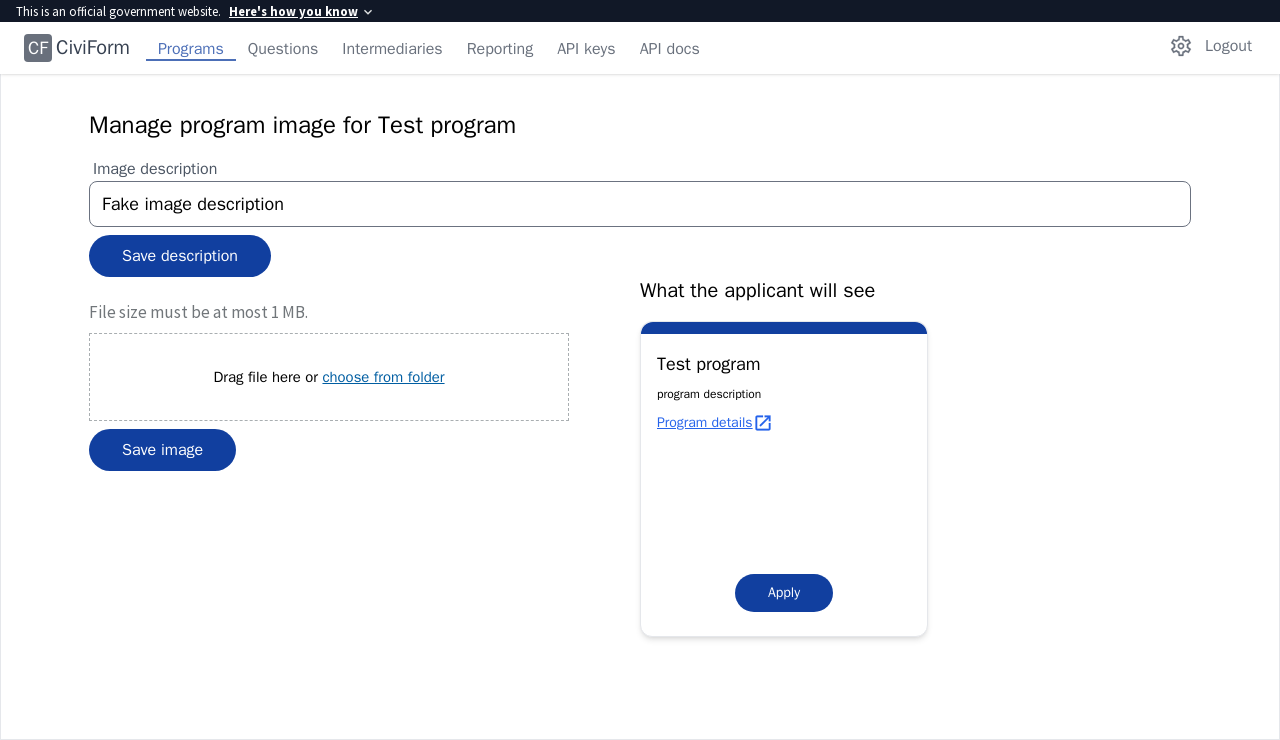 This is an official government website. Here's how you know
CF CiviForm Programs Questions Intermediaries Reporting API keys API docs Logout
Manage program image for Test program
Image description
Fake image description
Save description
File size must be at most 1 MB.
Drag file here or choose from folder
Save image
What the applicant will see
Test program
program description
Program details
Apply